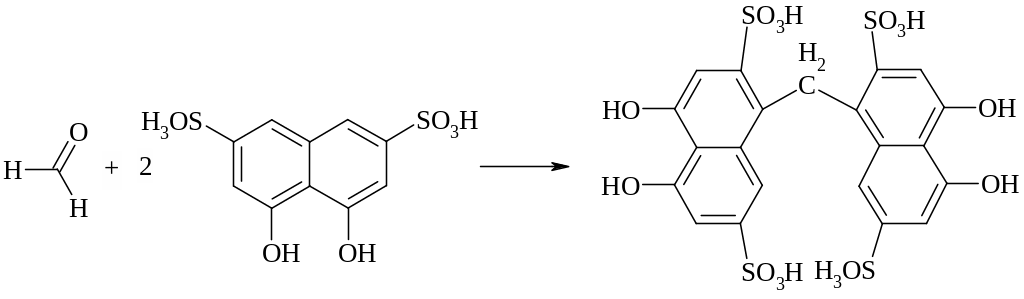 SO₃H SO₃H
H₂
C
HO OH
H₃OS SO₃H
O
H + 2
H
HO OH
OH OH
SO₃H H₃OS